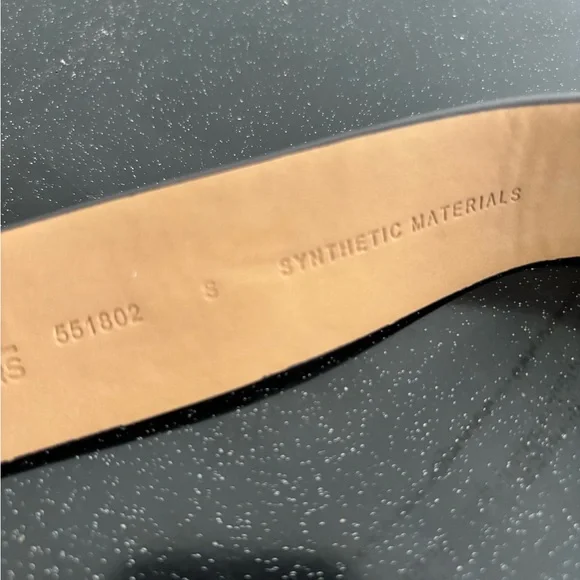 551802 S SYNTHETIC MATERIALS